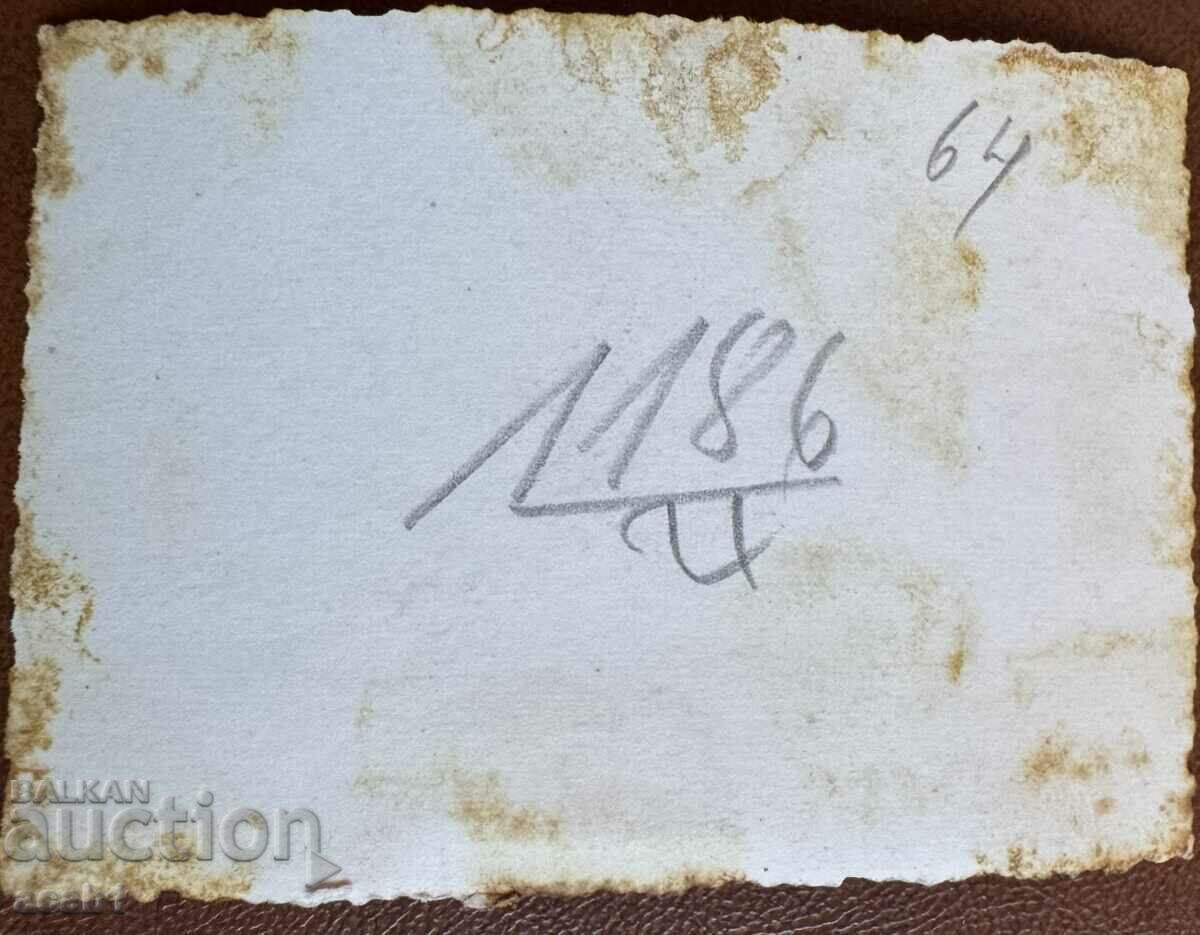 64
1186
Ц
BALKAN
auction